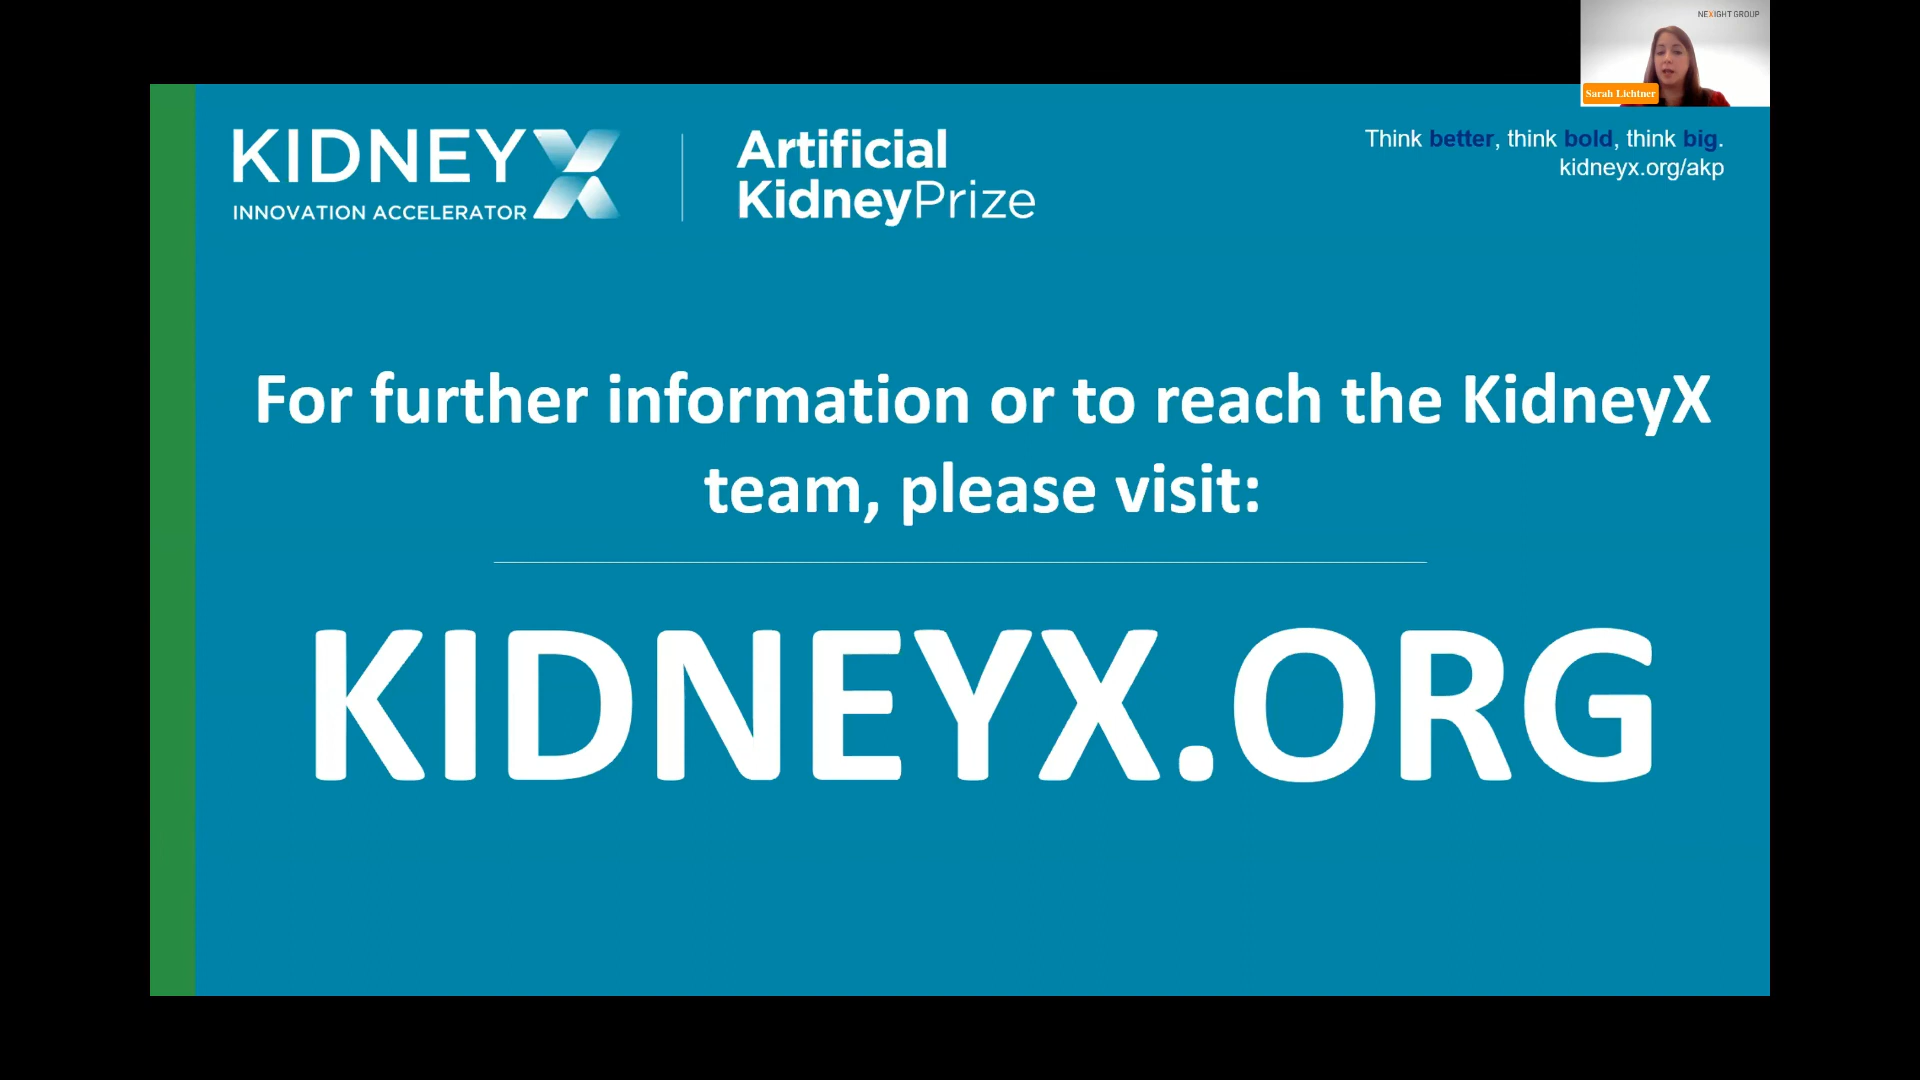 NEXIGHT GROUP
Sarah Lichtner
KIDNEYX
INNOVATION ACCELERATOR
Artificial
KidneyPrize
Think better, think bold, think big.
kidneyx.org/akp
For further information or to reach the KidneyX
team, please visit:
KIDNEYX.ORG